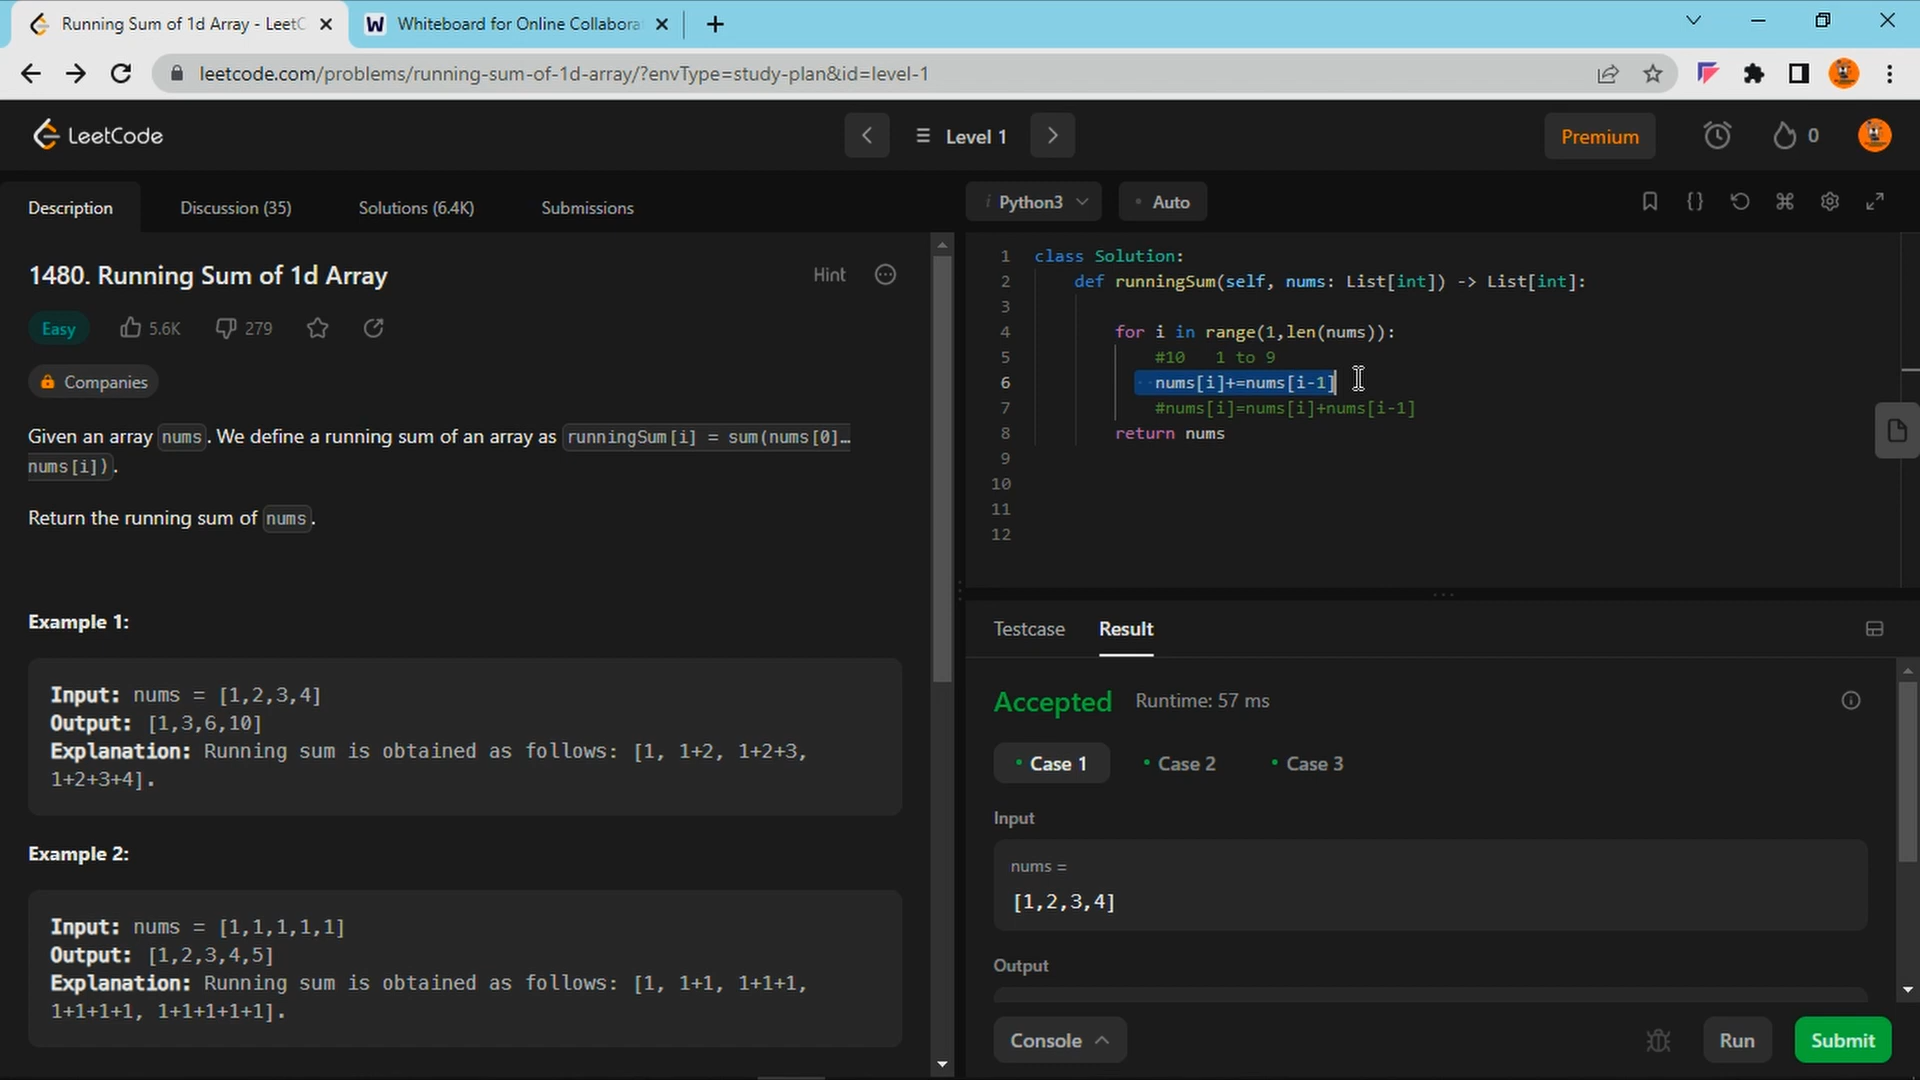 Running Sum of 1d Array - LeetC
W Whiteboard for Online Collabora
leetcode.com/problems/running-sum-of-1d-array/?envType=study-plan&id=level-1
LeetCode
Level 1
Premium
0
Description
Discussion (35)
Solutions (6.4K)
Submissions
i Python3
Auto
1480. Running Sum of 1d Array
Hint
Easy
5.6K
279
Companies
Given an array nums. We define a running sum of an array as runningSum[i] = sum(nums[0]…
nums[i]).
Return the running sum of nums.
Example 1:
Input: nums = [1,2,3,4]
Output: [1,3,6,10]
Explanation: Running sum is obtained as follows: [1, 1+2, 1+2+3,
1+2+3+4].
Example 2:
Input: nums = [1,1,1,1,1]
Output: [1,2,3,4,5]
Explanation: Running sum is obtained as follows: [1, 1+1, 1+1+1,
1+1+1+1, 1+1+1+1+1].
1 class Solution:
2 def runningSum(self, nums: List[int]) -> List[int]:
3
4 for i in range(1,len(nums)):
5 #10 1 to 9
6 nums[i]+=nums[i-1]
7 #nums[i]=nums[i]+nums[i-1]
8 return nums
9
10
11
12
Testcase
Result
Accepted
Runtime: 57 ms
Case 1
Case 2
Case 3
Input
nums =
[1,2,3,4]
Output
Console
Run
Submit